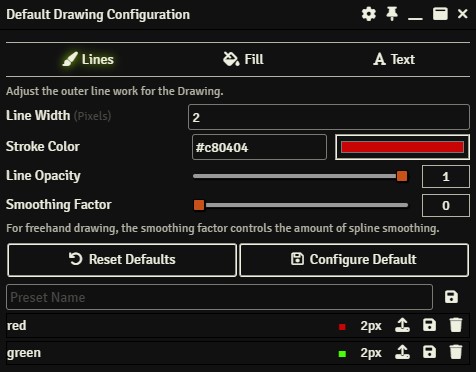 Default Drawing Configuration
Lines Fill Text
Adjust the outer line work for the Drawing.
Line Width (Pixels) 2
Stroke Color #c80404
Line Opacity 1
Smoothing Factor 0
For freehand drawing, the smoothing factor controls the amount of spline smoothing.
Reset Defaults Configure Default
Preset Name
red 2px
green 2px